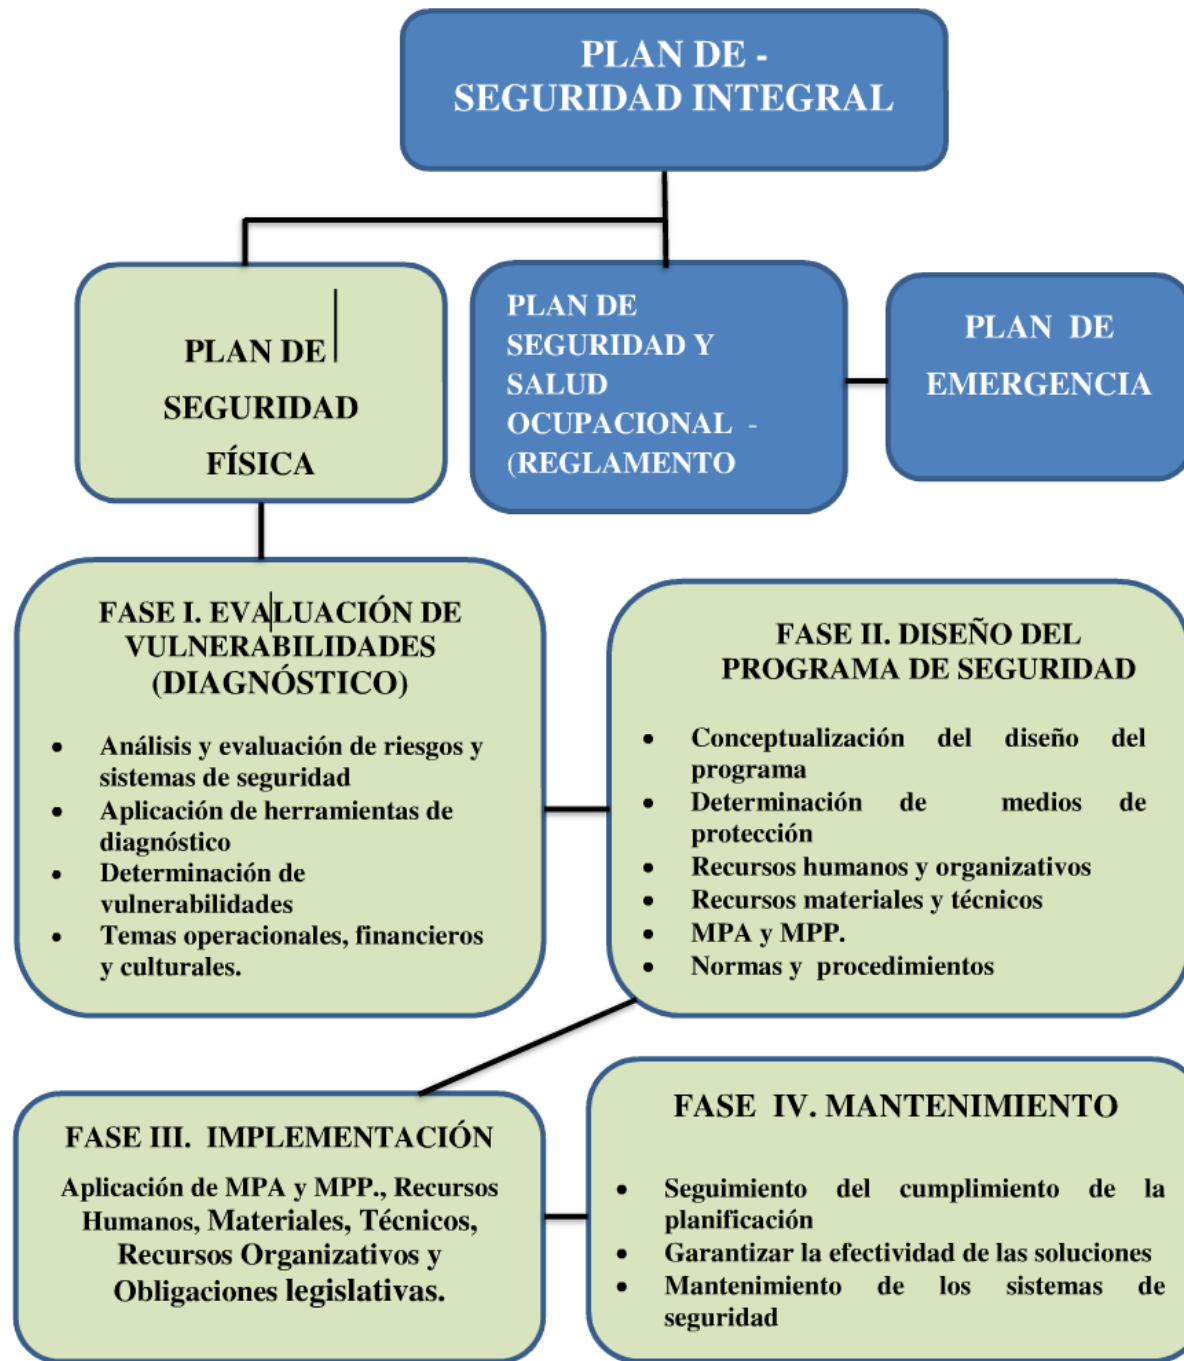 PLAN DE -
SEGURIDAD INTEGRAL
PLAN DE
SEGURIDAD
FÍSICA
PLAN DE
SEGURIDAD Y
SALUD
OCUPACIONAL -
(REGLAMENTO
PLAN DE
EMERGENCIA
FASE I. EVALUACIÓN DE
VULNERABILIDADES
(DIAGNÓSTICO)
• Análisis y evaluación de riesgos y
sistemas de seguridad
• Aplicación de herramientas de
diagnóstico
• Determinación de
vulnerabilidades
• Temas operacionales, financieros
y culturales.
FASE II. DISEÑO DEL
PROGRAMA DE SEGURIDAD
• Conceptualización del diseño del
programa
• Determinación de medios de
protección
• Recursos humanos y organizativos
• Recursos materiales y técnicos
• MPA y MPP.
• Normas y procedimientos
FASE III. IMPLEMENTACIÓN
Aplicación de MPA y MPP., Recursos
Humanos, Materiales, Técnicos,
Recursos Organizativos y
Obligaciones legislativas.
FASE IV. MANTENIMIENTO
• Seguimiento del cumplimiento de la
planificación
• Garantizar la efectividad de las soluciones
• Mantenimiento de los sistemas de
seguridad